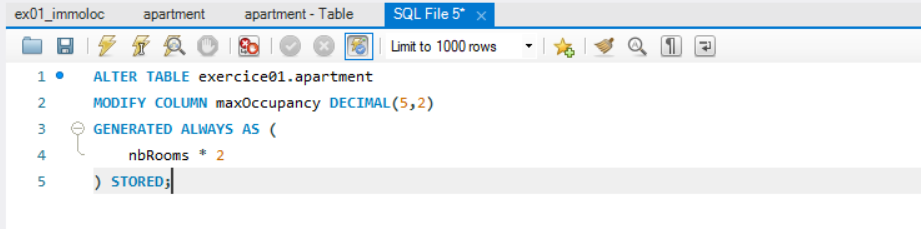 ex01_immoloc apartment apartment - Table SQL File 5*
Limit to 1000 rows
1 ALTER TABLE exercice01.apartment
2 MODIFY COLUMN maxOccupancy DECIMAL(5,2)
3 GENERATED ALWAYS AS (
4 nbRooms * 2
5 ) STORED;